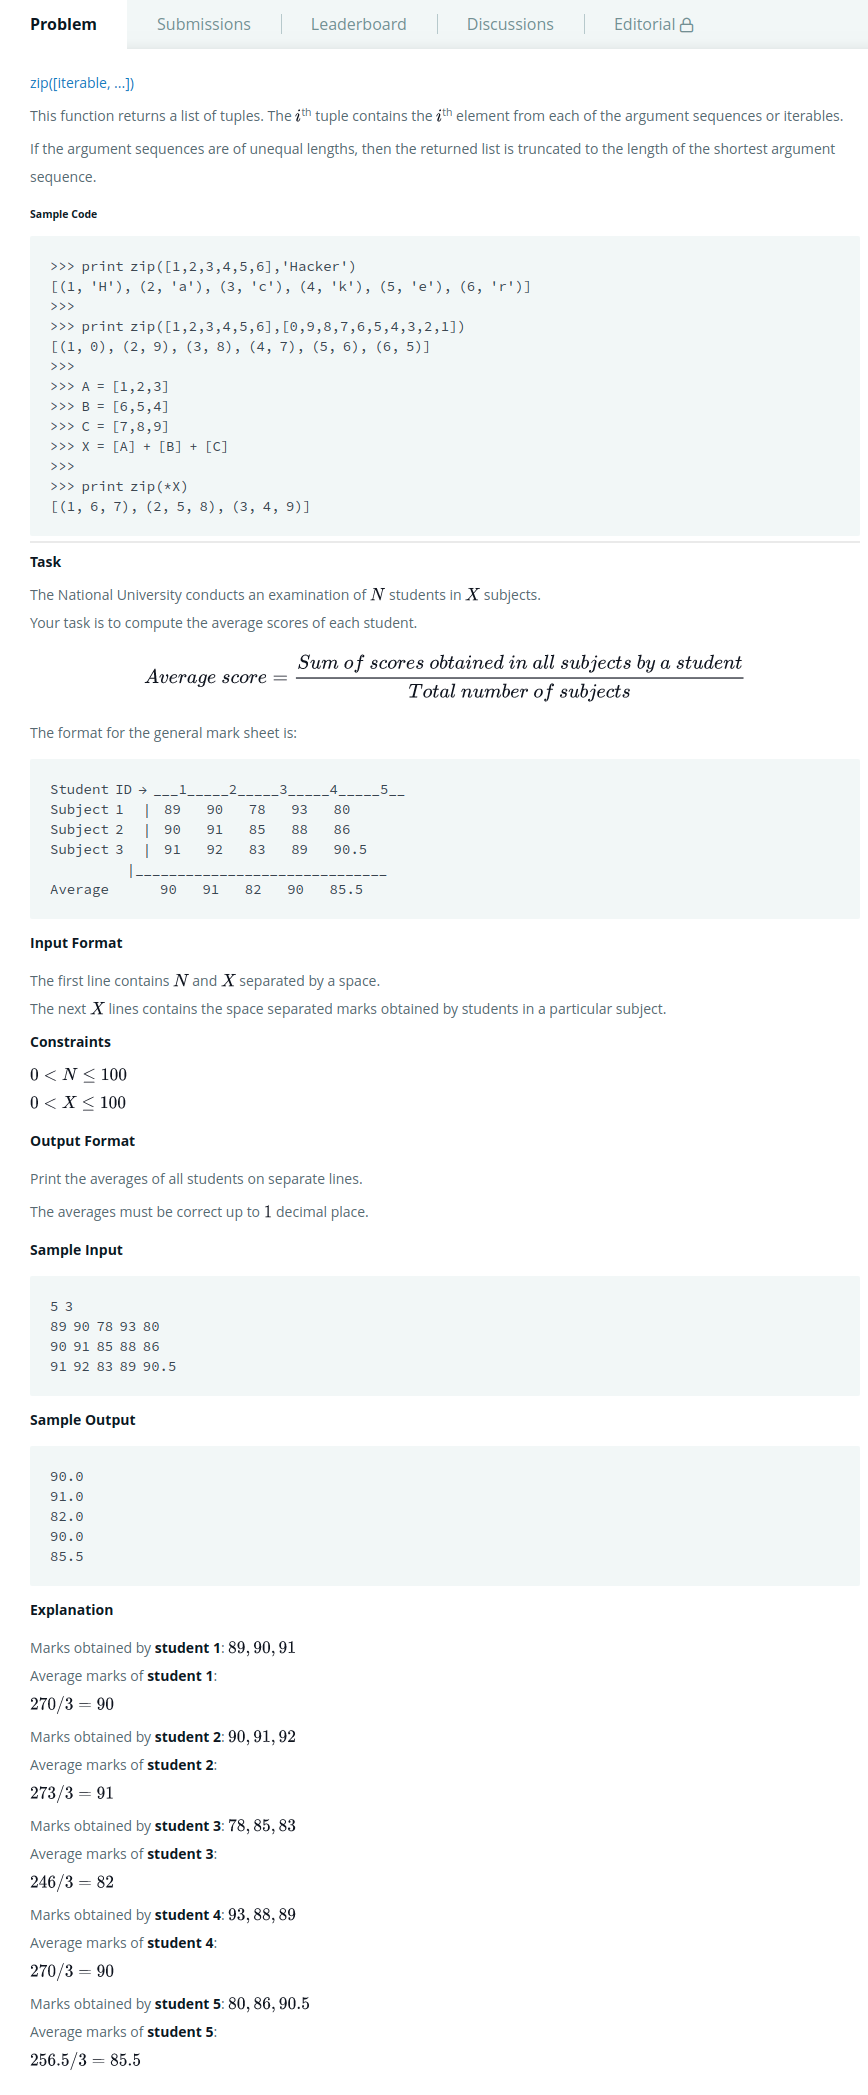 Problem
Submissions
Leaderboard
Discussions
Editorial
zip([iterable, ...])
This function returns a list of tuples. The ith tuple contains the ith element from each of the argument sequences or iterables.
If the argument sequences are of unequal lengths, then the returned list is truncated to the length of the shortest argument
sequence.
Sample Code
>>> print zip([1,2,3,4,5,6],'Hacker')
[(1, 'H'), (2, 'a'), (3, 'c'), (4, 'k'), (5, 'e'), (6, 'r')]
>>>
>>> print zip([1,2,3,4,5,6],[0,9,8,7,6,5,4,3,2,1])
[(1, 0), (2, 9), (3, 8), (4, 7), (5, 6), (6, 5)]
>>>
>>> A = [1,2,3]
>>> B = [6,5,4]
>>> C = [7,8,9]
>>> X = [A] + [B] + [C]
>>>
>>> print zip(*X)
[(1, 6, 7), (2, 5, 8), (3, 4, 9)]
Task
The National University conducts an examination of N students in X subjects.
Your task is to compute the average scores of each student.
Average score = Sum of scores obtained in all subjects by a student
Total number of subjects
The format for the general mark sheet is:
Student ID → ___1_____2_____3_____4_____5__
Subject 1 | 89 90 78 93 80
Subject 2 | 90 91 85 88 86
Subject 3 | 91 92 83 89 90.5
|______________________________
Average 90 91 82 90 85.5
Input Format
The first line contains N and X separated by a space.
The next X lines contains the space separated marks obtained by students in a particular subject.
Constraints
0 < N ≤ 100
0 < X ≤ 100
Output Format
Print the averages of all students on separate lines.
The averages must be correct up to 1 decimal place.
Sample Input
5 3
89 90 78 93 80
90 91 85 88 86
91 92 83 89 90.5
Sample Output
90.0
91.0
82.0
90.0
85.5
Explanation
Marks obtained by student 1: 89, 90, 91
Average marks of student 1:
270/3 = 90
Marks obtained by student 2: 90, 91, 92
Average marks of student 2:
273/3 = 91
Marks obtained by student 3: 78, 85, 83
Average marks of student 3:
246/3 = 82
Marks obtained by student 4: 93, 88, 89
Average marks of student 4:
270/3 = 90
Marks obtained by student 5: 80, 86, 90.5
Average marks of student 5:
256.5/3 = 85.5